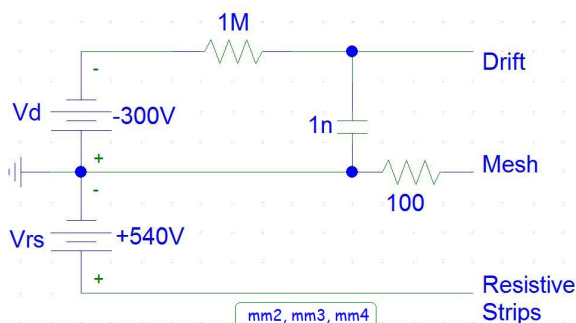 1M
Drift
-
Vd
-300V
1n
+
Mesh
-
100
Vrs
+540V
+
Resistive
Strips
mm2, mm3, mm4